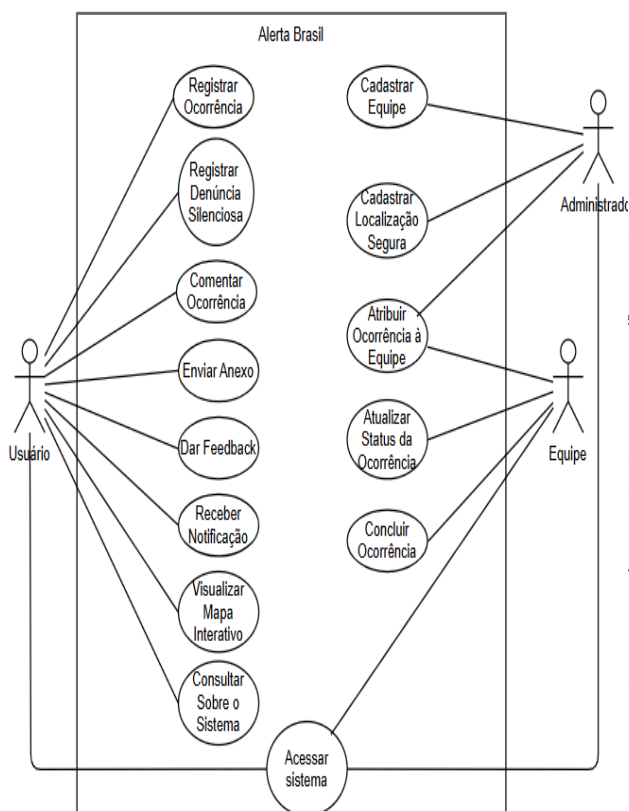 Alerta Brasil
Registrar
Ocorrência
Registrar
Denúncia
Silenciosa
Comentar
Ocorrência
Enviar Anexo
Dar Feedback
Receber
Notificação
Visualizar
Mapa
Interativo
Consultar
Sobre o
Sistema
Acessar
sistema
Cadastrar
Equipe
Cadastrar
Localização
Segura
Atribuir
Ocorrência à
Equipe
Atualizar
Status da
Ocorrência
Concluir
Ocorrência
Usuário
Administrado
Equipe